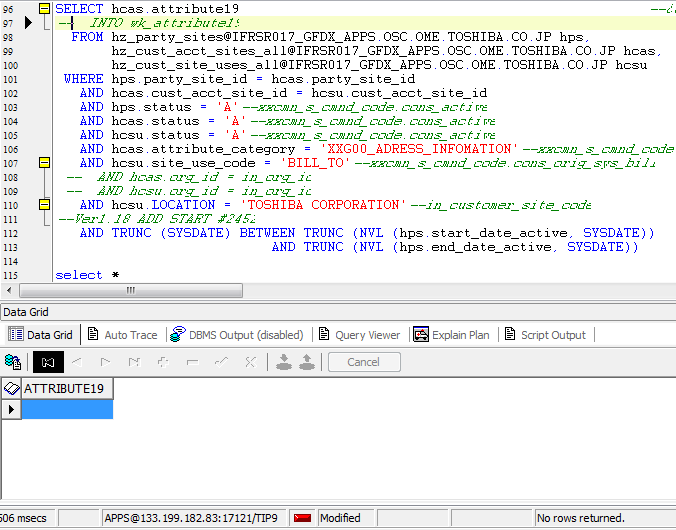 96 SELECT hcas.attribute19
97 -- INTO wk_attribute19
98 FROM hz_party_sites@IFRSR017_GFDX_APPS.OSC.OME.TOSHIBA.CO.JP hps,
99 hz_cust_acct_sites_all@IFRSR017_GFDX_APPS.OSC.OME.TOSHIBA.CO.JP hcas,
100 hz_cust_site_uses_all@IFRSR017_GFDX_APPS.OSC.OME.TOSHIBA.CO.JP hcsu
101 WHERE hps.party_site_id = hcas.party_site_id
102 AND hcas.cust_acct_site_id = hcsu.cust_acct_site_id
103 AND hps.status = 'A'--xxcmn_s_cmnd_code.cons_active
104 AND hcas.status = 'A'--xxcmn_s_cmnd_code.cons_active
105 AND hcsu.status = 'A'--xxcmn_s_cmnd_code.cons_active
106 AND hcas.attribute_category = 'XXG00_ADRESS_INFOMATION'--xxcmn_s_cmnd_code
107 AND hcsu.site_use_code = 'BILL_TO'--xxcmn_s_cmnd_code.cons_orig_sys_bill
108 -- AND hcas.org_id = in_org_id
109 -- AND hcsu.org_id = in_org_id
110 AND hcsu.LOCATION = 'TOSHIBA CORPORATION'--in_customer_site_code
111 --Ver1.18 ADD START #2452
112 AND TRUNC (SYSDATE) BETWEEN TRUNC (NVL (hps.start_date_active, SYSDATE))
113 AND TRUNC (NVL (hps.end_date_active, SYSDATE))
114
115 select *
Data Grid
Data Grid Auto Trace DBMS Output (disabled) Query Viewer Explain Plan Script Output
Cancel
ATTRIBUTE19
606 msecs APPS@133.199.182.83:17121/TIP9 Modified No rows returned.